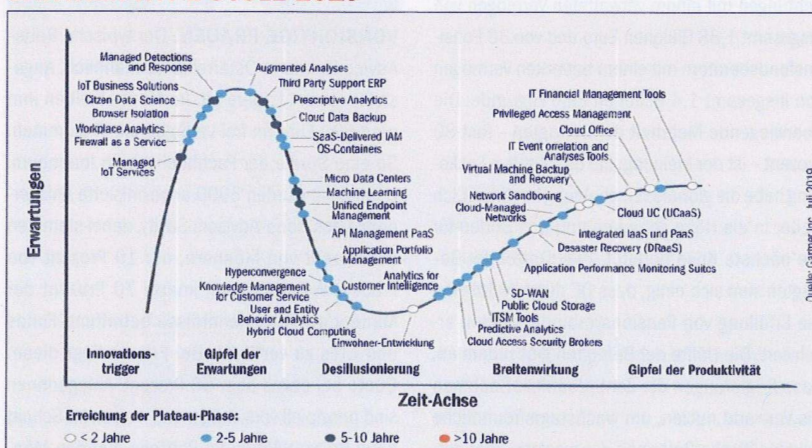 Erwartungen
Managed Detections
and Response
IoT Business Solutions
Citzen Data Science
Browser Isolation
Workplace Analytics
Firewall as a Service
Managed
IoT Services
Augmented Analyses
Third Party Support ERP
Prescriptive Analytics
Cloud Data Backup
SaaS-Delivered IAM
OS-Containers
Micro Data Centers
Machine Learning
Unified Endpoint
Management
API Management PaaS
Application Portfolio
Management
Analytics for
Customer Intelligence
Hyperconvergence
Knowledge Management
for Customer Service
User and Entity
Behavior Analytics
Hybrid Cloud Computing
Einwohner-Entwicklung
IT Financial Management Tools
Privileged Access Management
Cloud Office
IT Event orrelation and
Analyses Tools
Virtual Machine Backup
and Recovery
Network Sandboxing
Cloud-Managed
Networks
Cloud UC (UCaaS)
and IaaS and PaaS
Desaster Recovery (DRaaS)
Application Performance Monitoring Suites
SD-WAN
Public Cloud Storage
ITSM Tools
Predictive Analytics
Cloud Access Security Brokers
Innovations-
trigger
Gipfel der
Erwartungen
Desillusionierung
Breitenwirkung
Gipfel der Produktivität
Zeit-Achse
Erreichung der Plateau-Phase:
< 2 Jahre
2-5 Jahre
5-10 Jahre
>10 Jahre
Quelle: Gartner, Juli 2019